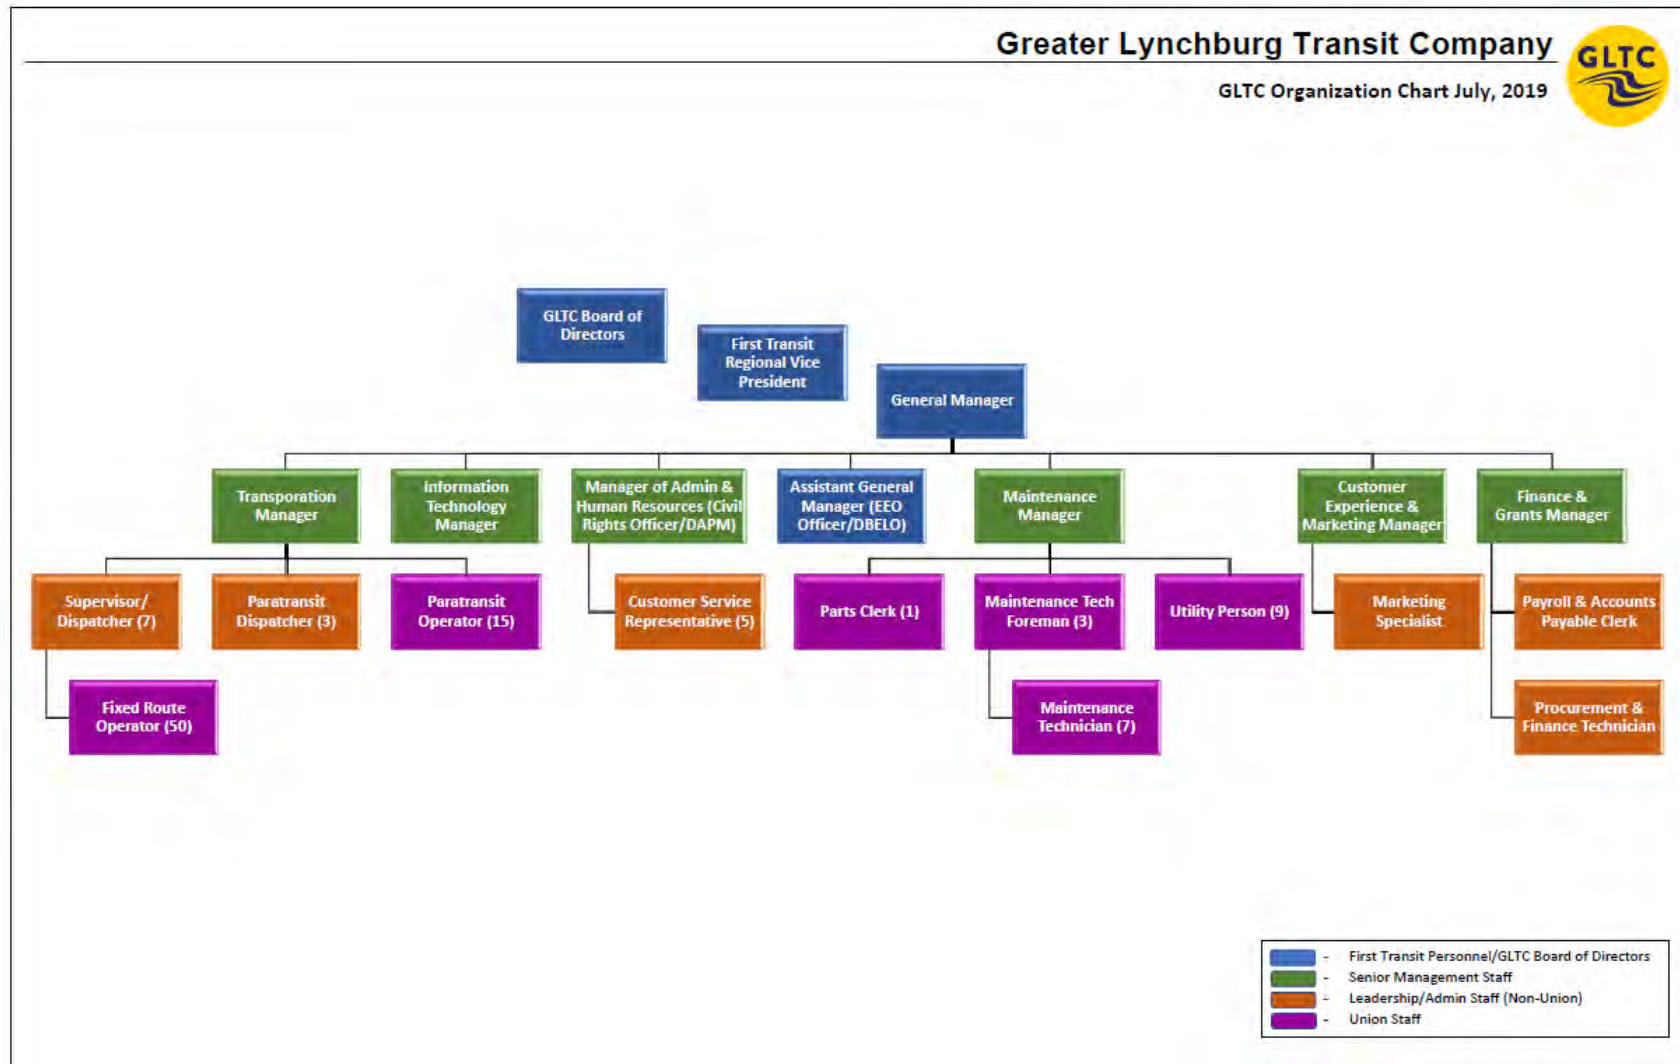 Greater Lynchburg Transit Company
GLTC
GLTC Organization Chart July, 2019
GLTC Board of
Directors
First Transit
Regional Vice
President
General Manager
Transporation
Manager
Information
Technology
Manager
Manager of Admin &
Human Resources (Civil
Rights Officer/DAPM)
Assistant General
Manager (EEO
Officer/DBELO)
Maintenance
Manager
Customer
Experience &
Marketing Manager
Finance &
Grants Manager
Supervisor/
Dispatcher (7)
Paratransit
Dispatcher (3)
Paratransit
Operator (15)
Customer Service
Representative (5)
Parts Clerk (1)
Maintenance Tech
Foreman (3)
Utility Person (9)
Marketing
Specialist
Payroll & Accounts
Payable Clerk
Fixed Route
Operator (50)
Maintenance
Technician (7)
Procurement &
Finance Technician
- First Transit Personnel/GLTC Board of Directors
- Senior Management Staff
- Leadership/Admin Staff (Non-Union)
- Union Staff